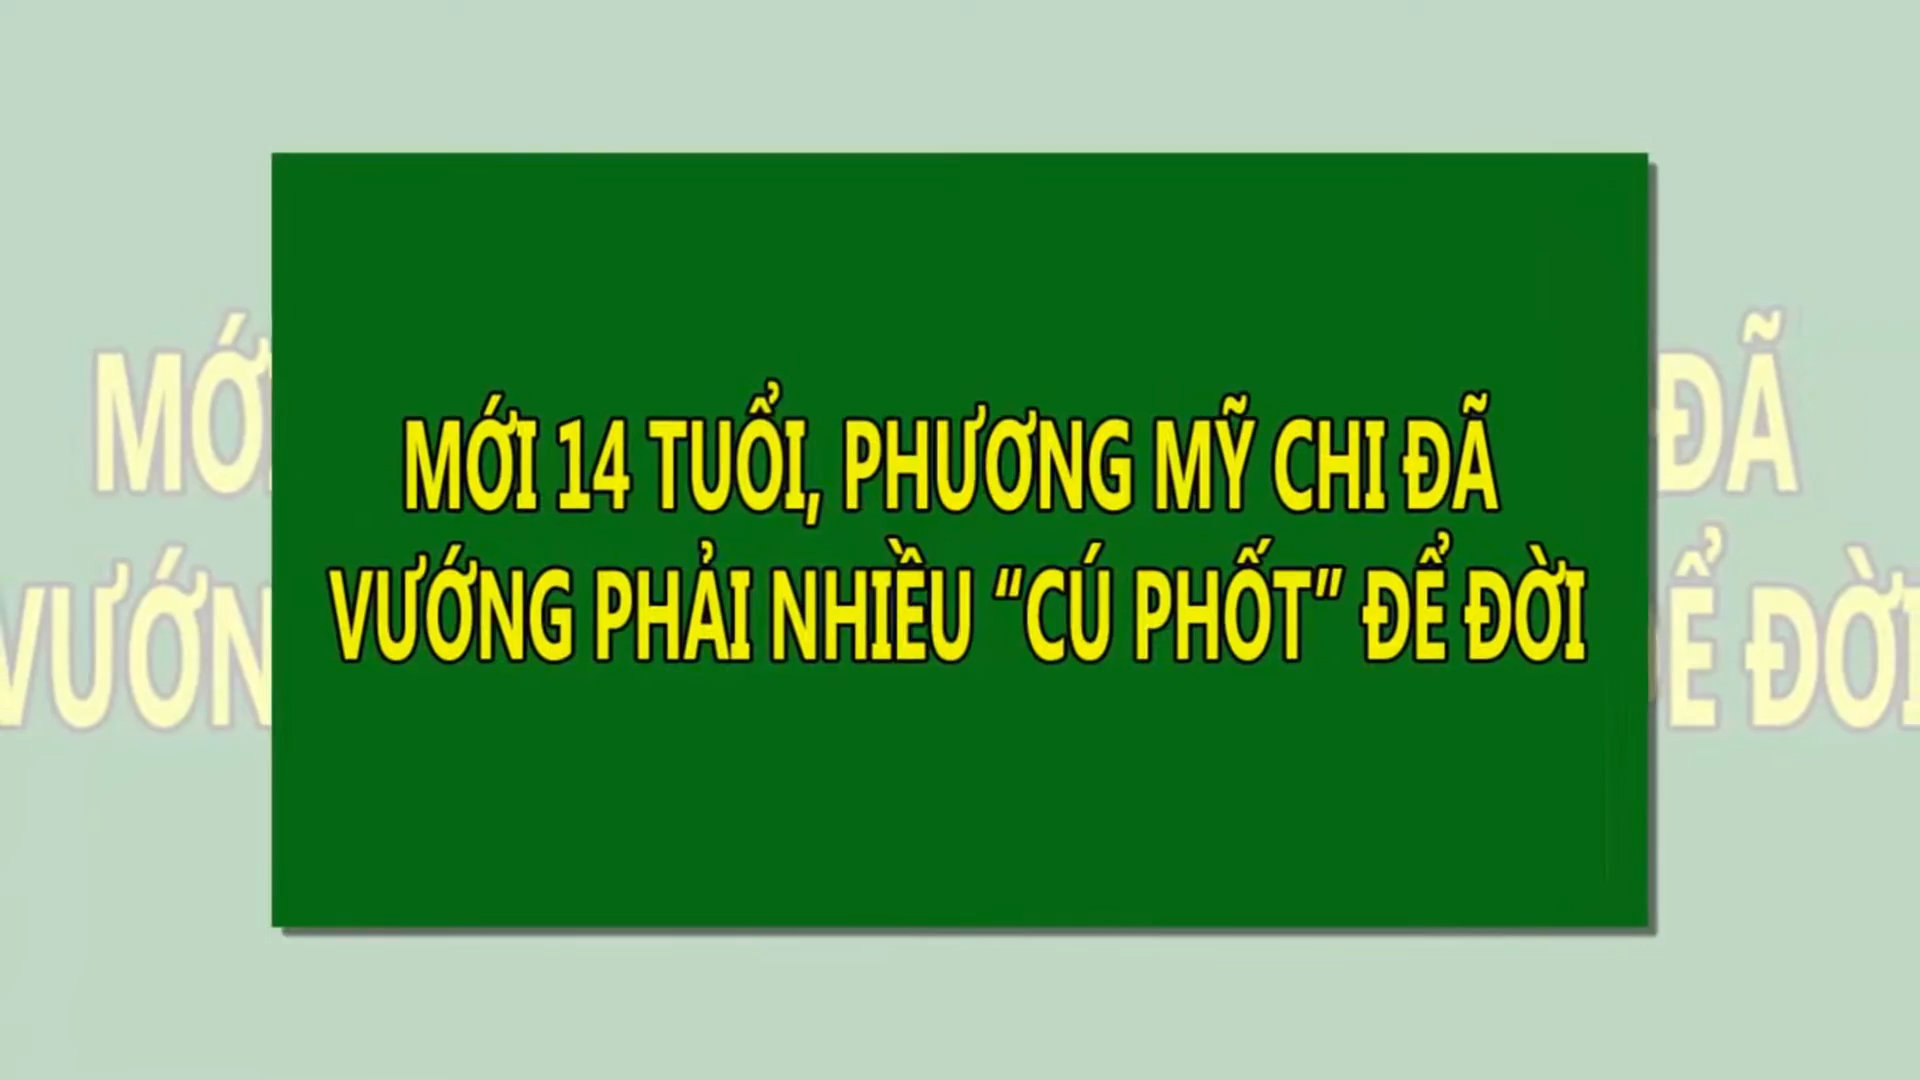 MỚI 14 TUỔI, PHƯƠNG MỸ CHI ĐÃ
VƯỚNG PHẢI NHIỀU “CÚ PHỐT” ĐỂ ĐỜI